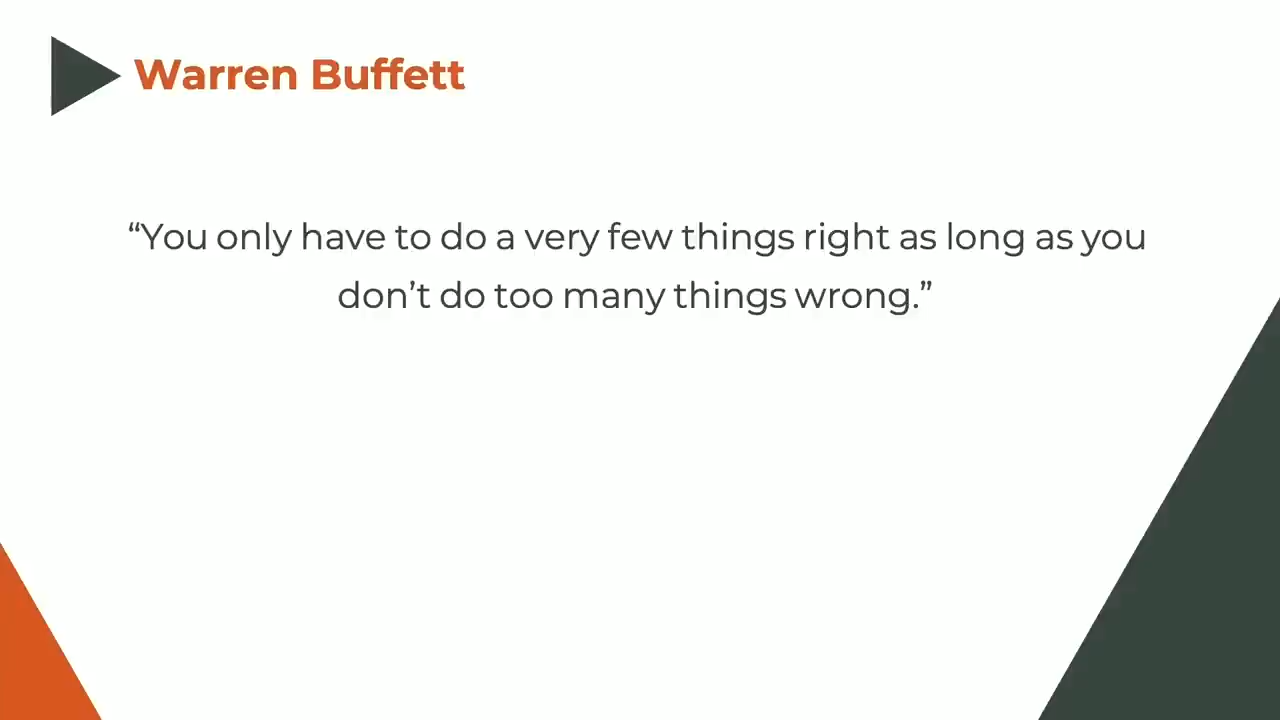 Warren Buffett
“You only have to do a very few things right as long as you
don’t do too many things wrong.”